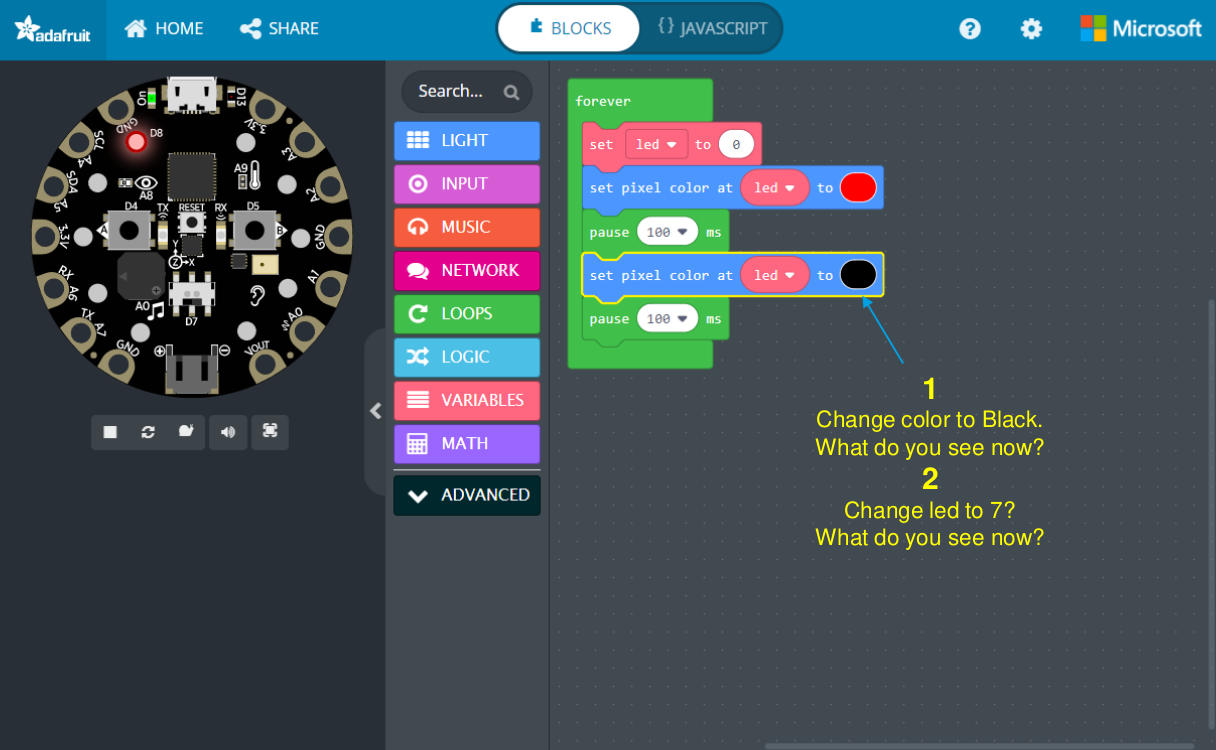 adafruit
HOME
SHARE
BLOCKS
{} JAVASCRIPT
?
Microsoft
Search...
LIGHT
INPUT
MUSIC
NETWORK
LOOPS
LOGIC
VARIABLES
MATH
ADVANCED
forever
set led to 0
set pixel color at led to
pause 100 ms
set pixel color at led to
pause 100 ms
1
Change color to Black.
What do you see now?
2
Change led to 7?
What do you see now?
D13
GND
D8
3.3V
SCL
A4
A3
SDA
A5
A2
A8
A9
D4
TX
RESET
RX
D5
A
B
3.3V
GND
Y
Z
X
RX
A6
A1
A0
D7
TX
A7
A0
GND
VOUT